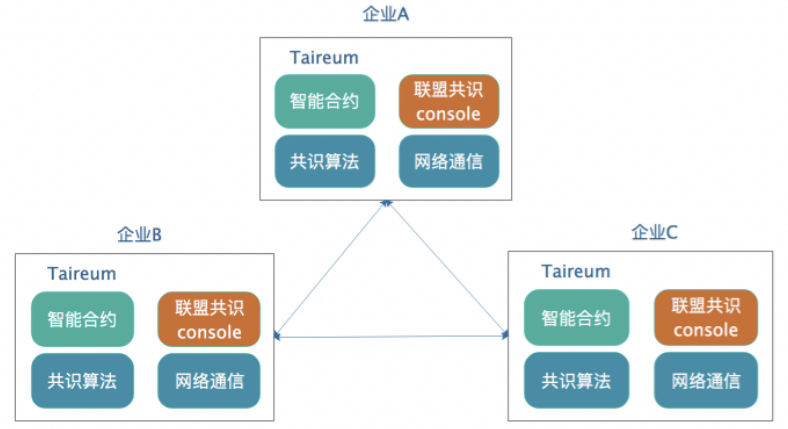 企业A
Taireum
智能合约
联盟共识
console
共识算法
网络通信
企业B
Taireum
智能合约
联盟共识
console
共识算法
网络通信
企业C
Taireum
智能合约
联盟共识
console
共识算法
网络通信